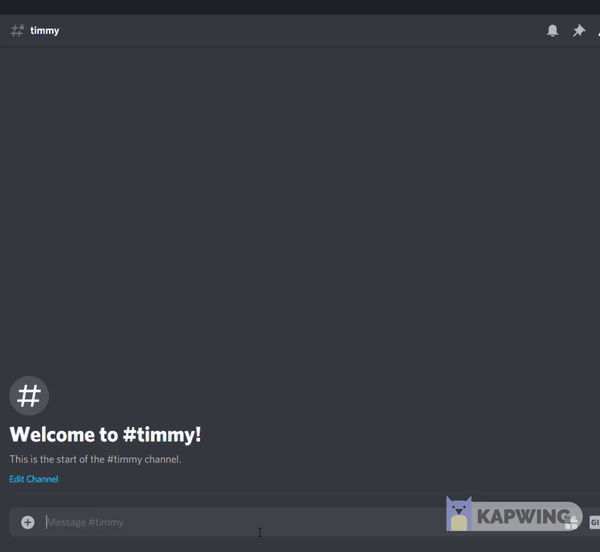 timmy
Welcome to #timmy!
This is the start of the #timmy channel.
Edit Channel
Message #timmy
KAPWING
GI